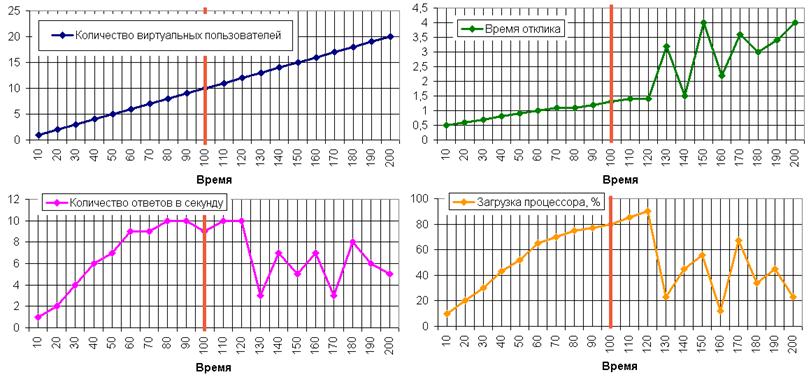 Количество виртуальных пользователей
25
20
15
10
5
0
10 20 30 40 50 60 70 80 90 100 110 120 130 140 150 160 170 180 190 200
Время
Время отклика
4,5
4
3,5
3
2,5
2
1,5
1
0,5
0
10 20 30 40 50 60 70 80 90 100 110 120 130 140 150 160 170 180 190 200
Время
Количество ответов в секунду
12
10
8
6
4
2
0
10 20 30 40 50 60 70 80 90 100 110 120 130 140 150 160 170 180 190 200
Время
Загрузка процессора, %
100
80
60
40
20
0
10 20 30 40 50 60 70 80 90 100 110 120 130 140 150 160 170 180 190 200
Время